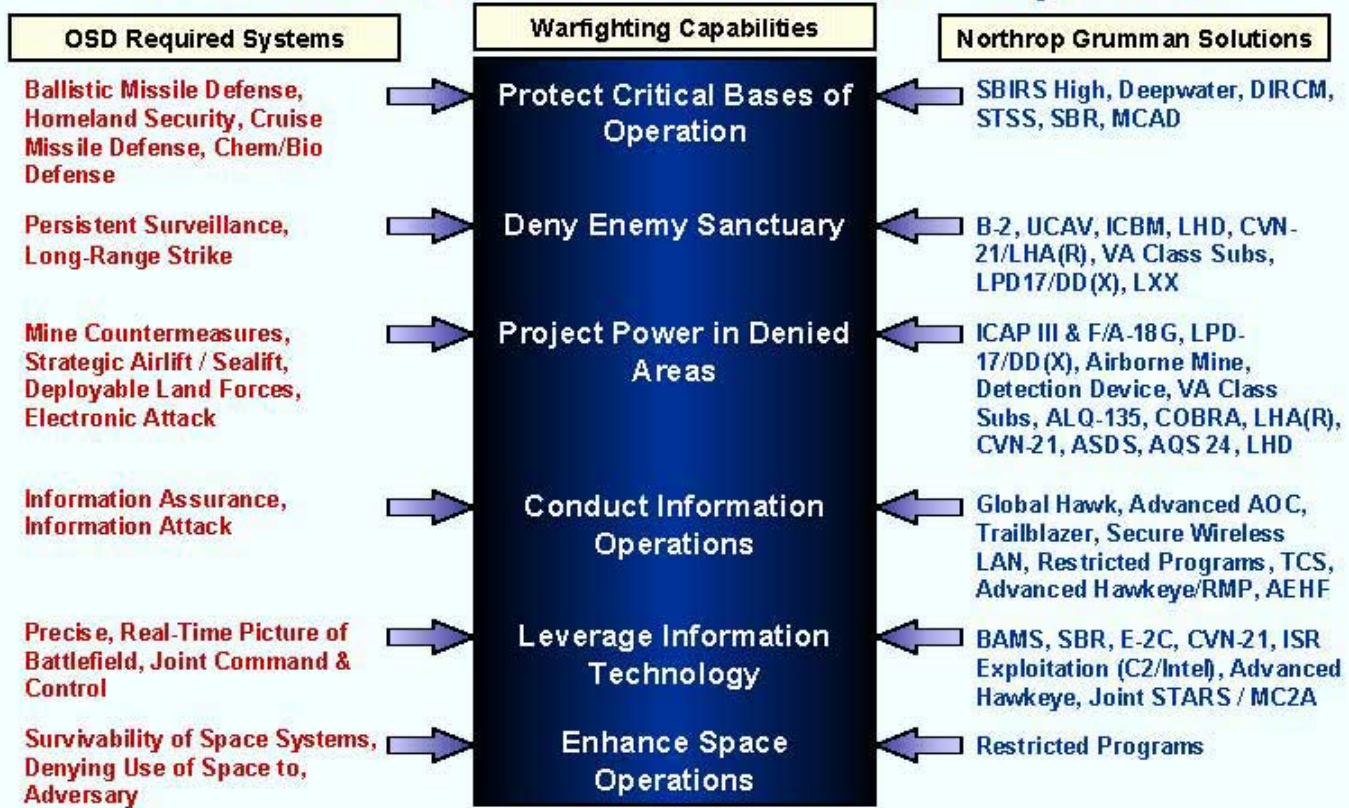 OSD Required Systems
Warfighting Capabilities
Northrop Grumman Solutions
Ballistic Missile Defense,
Homeland Security, Cruise
Missile Defense, Chem/Bio
Defense
Protect Critical Bases of
Operation
SBIRS High, Deepwater, DIRCM,
STSS, SBR, MCAD
Persistent Surveillance,
Long-Range Strike
Deny Enemy Sanctuary
B-2, UCAV, ICBM, LHD, CVN-
21/LHA(R), VA Class Subs,
LPD17/DD(X), LXX
Mine Countermeasures,
Strategic Airlift / Sealift,
Deployable Land Forces,
Electronic Attack
Project Power in Denied
Areas
ICAP III & F/A-18G, LPD-
17/DD(X), Airborne Mine,
Detection Device, VA Class
Subs, ALQ-135, COBRA, LHA(R),
CVN-21, ASDS, AQS 24, LHD
Information Assurance,
Information Attack
Conduct Information
Operations
Global Hawk, Advanced AOC,
Trailblazer, Secure Wireless
LAN, Restricted Programs, TCS,
Advanced Hawkeye/RMP, AEHF
Precise, Real-Time Picture of
Battlefield, Joint Command &
Control
Leverage Information
Technology
BAMS, SBR, E-2C, CVN-21, ISR
Exploitation (C2/Intel), Advanced
Hawkeye, Joint STARS / MC2A
Survivability of Space Systems,
Denying Use of Space to,
Adversary
Enhance Space
Operations
Restricted Programs